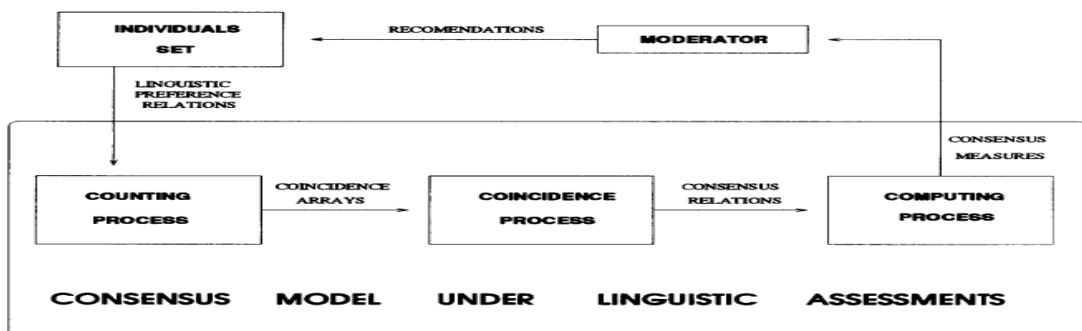 INDIVIDUALS
SET
RECOMENDATIONS
MODERATOR
LINGUISTIC
PREFERENCE
RELATIONS
CONSENSUS
MEASURES
COUNTING
PROCESS
COINCIDENCE
ARRAYS
COINCIDENCE
PROCESS
CONSENSUS
RELATIONS
COMPUTING
PROCESS
CONSENSUS MODEL UNDER LINGUISTIC ASSESSMENTS